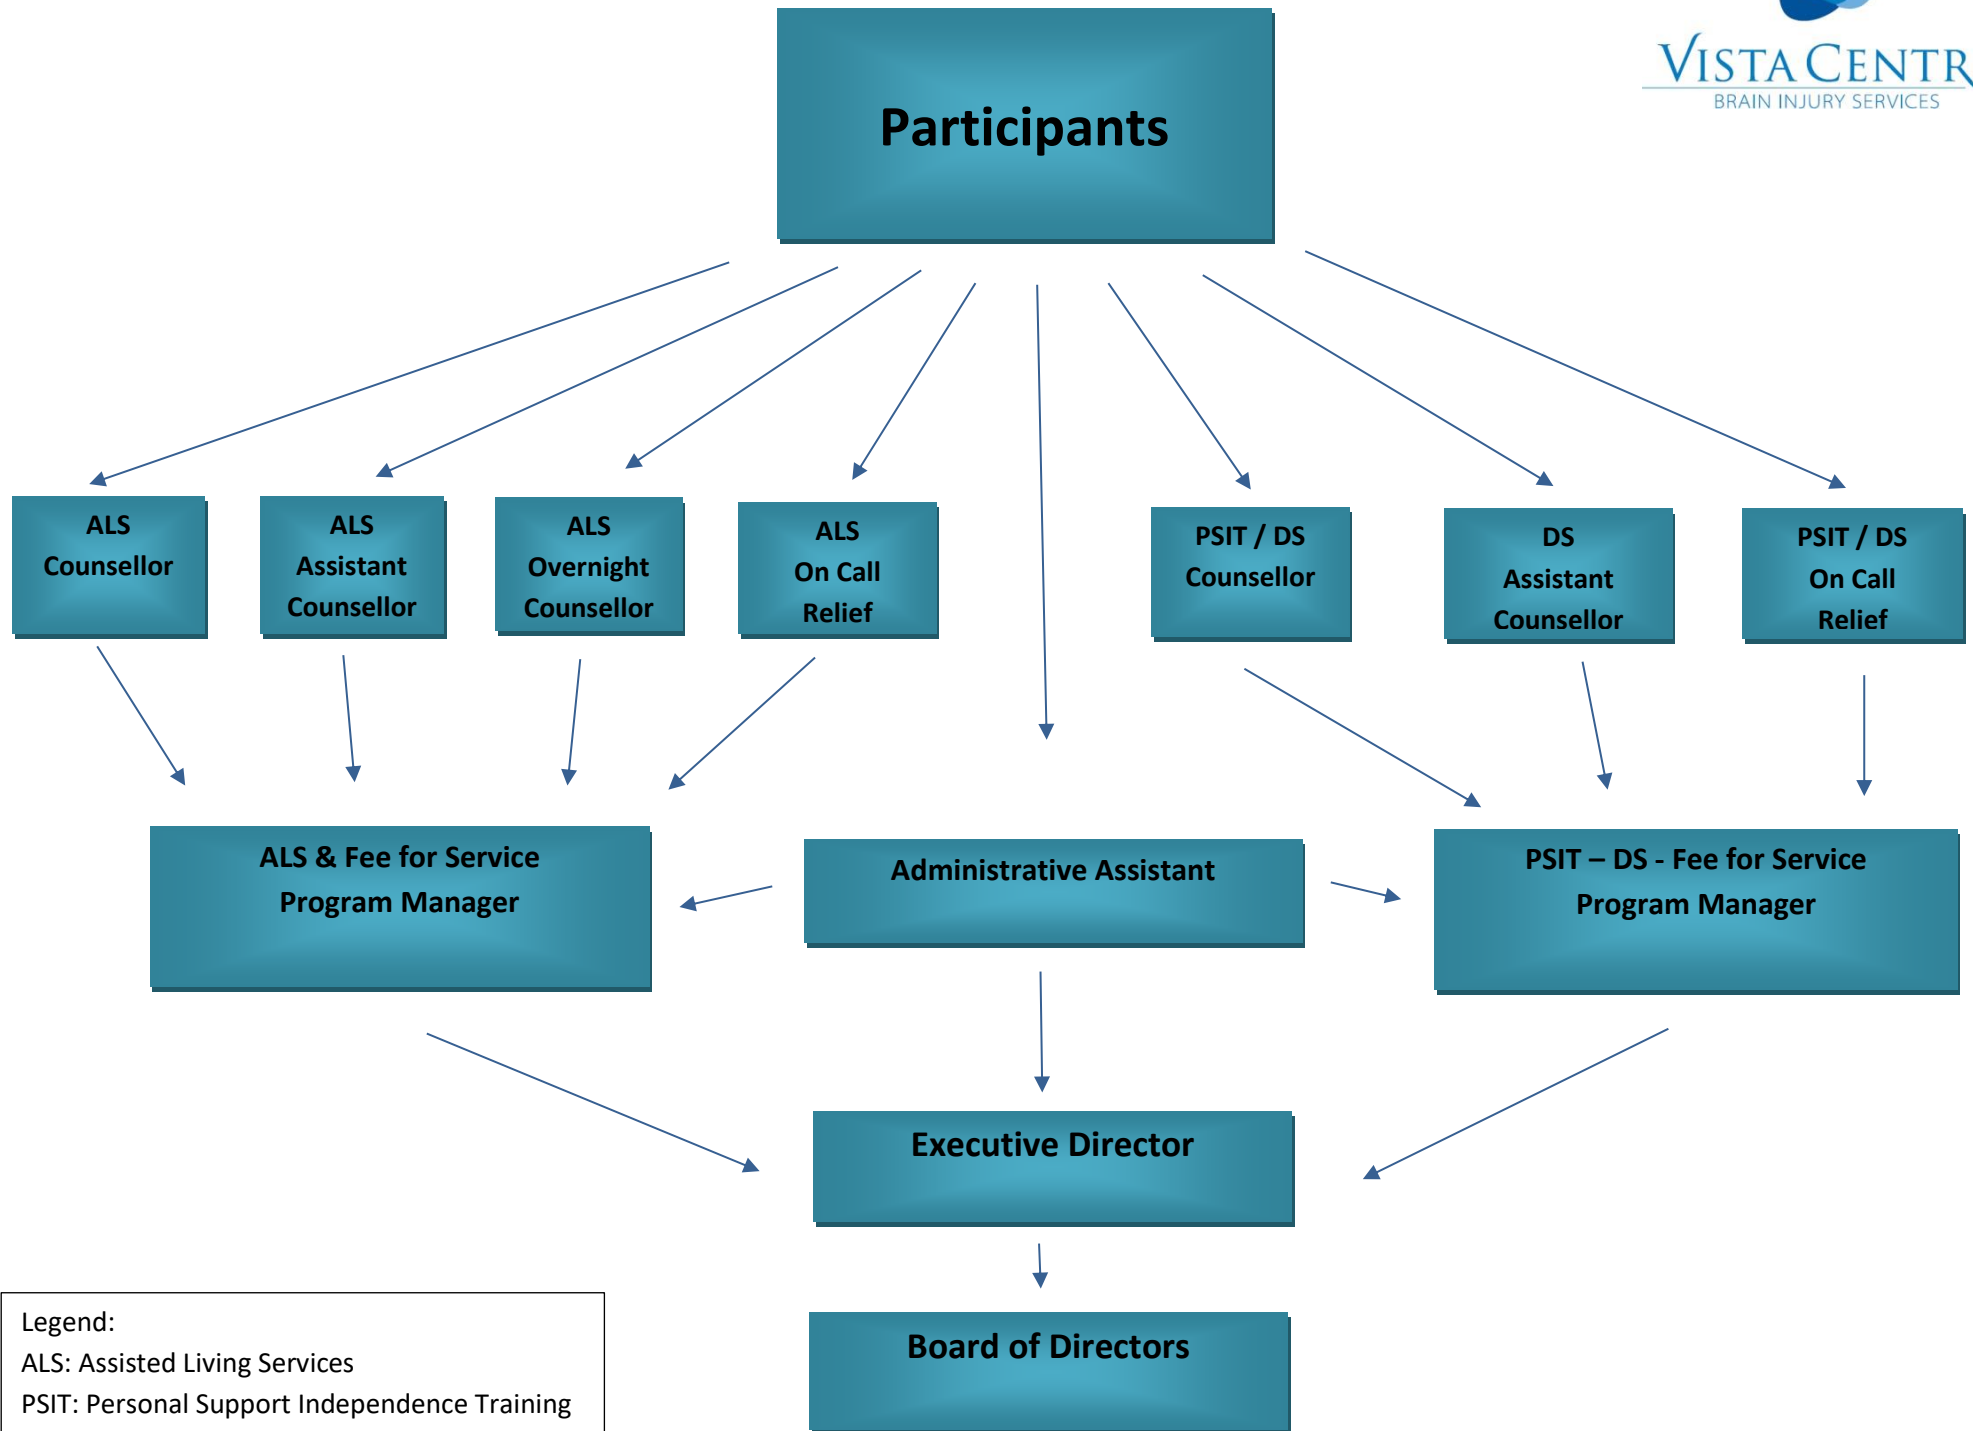 VISTA CENTR
BRAIN INJURY SERVICES
Participants
ALS
Counsellor
ALS
Assistant
Counsellor
ALS
Overnight
Counsellor
ALS
On Call
Relief
PSIT / DS
Counsellor
DS
Assistant
Counsellor
PSIT / DS
On Call
Relief
ALS & Fee for Service
Program Manager
Administrative Assistant
PSIT – DS - Fee for Service
Program Manager
Executive Director
Board of Directors
Legend:
ALS: Assisted Living Services
PSIT: Personal Support Independence Training